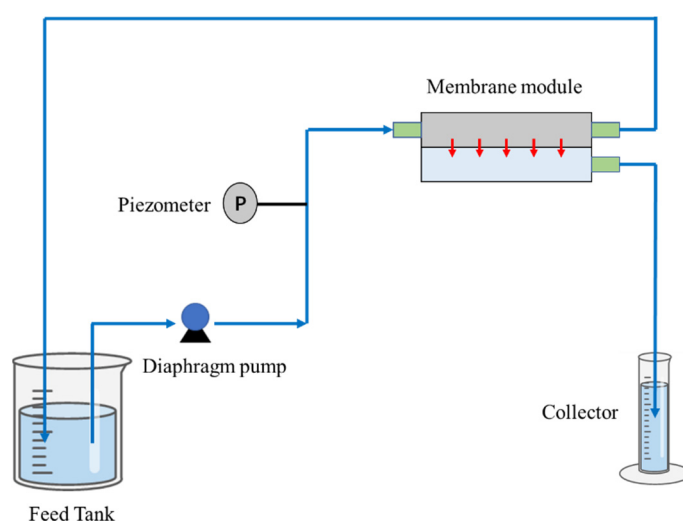 Membrane module
Piezometer
P
Diaphragm pump
Collector
Feed Tank